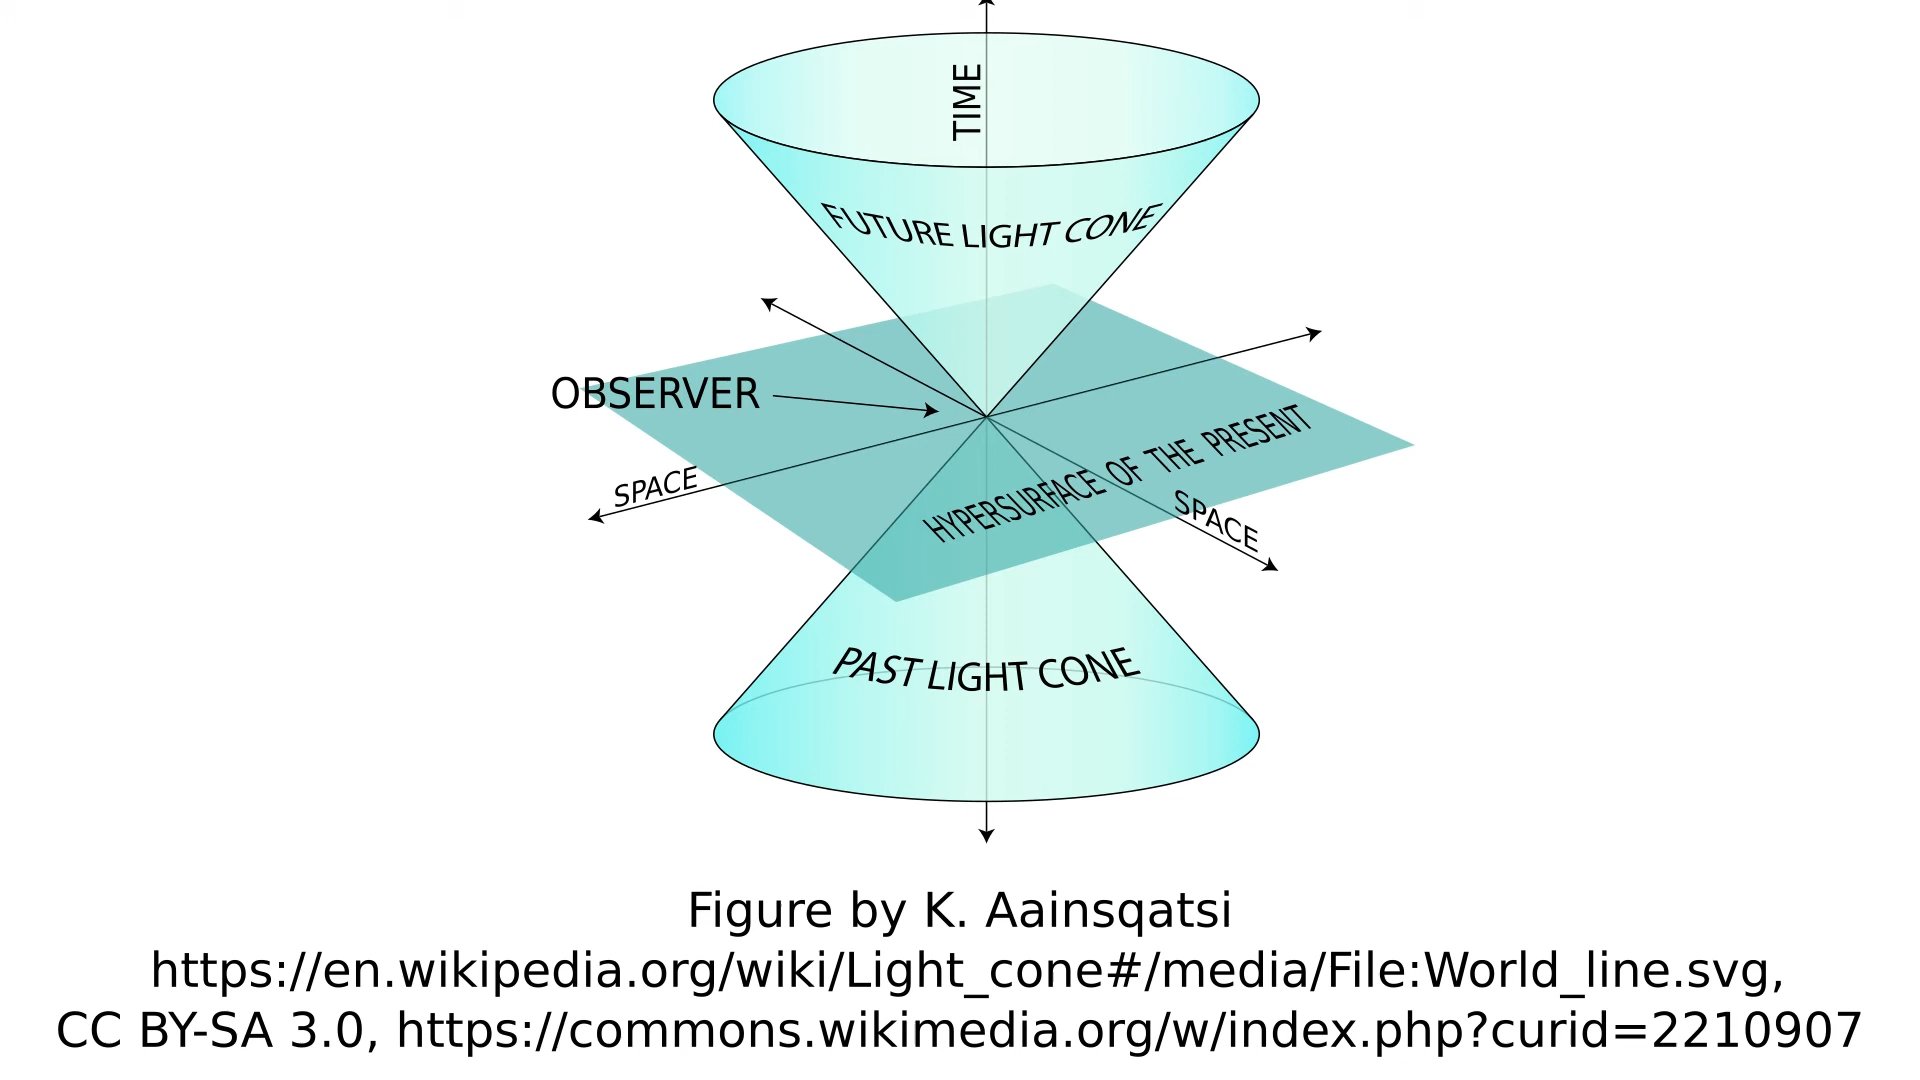 TIME
FUTURE LIGHT CONE
OBSERVER
HYPERSURFACE OF THE PRESENT
SPACE
SPACE
PAST LIGHT CONE
Figure by K. Aainsqatsi
https://en.wikipedia.org/wiki/Light_cone#/media/File:World_line.svg,
CC BY-SA 3.0, https://commons.wikimedia.org/w/index.php?curid=2210907